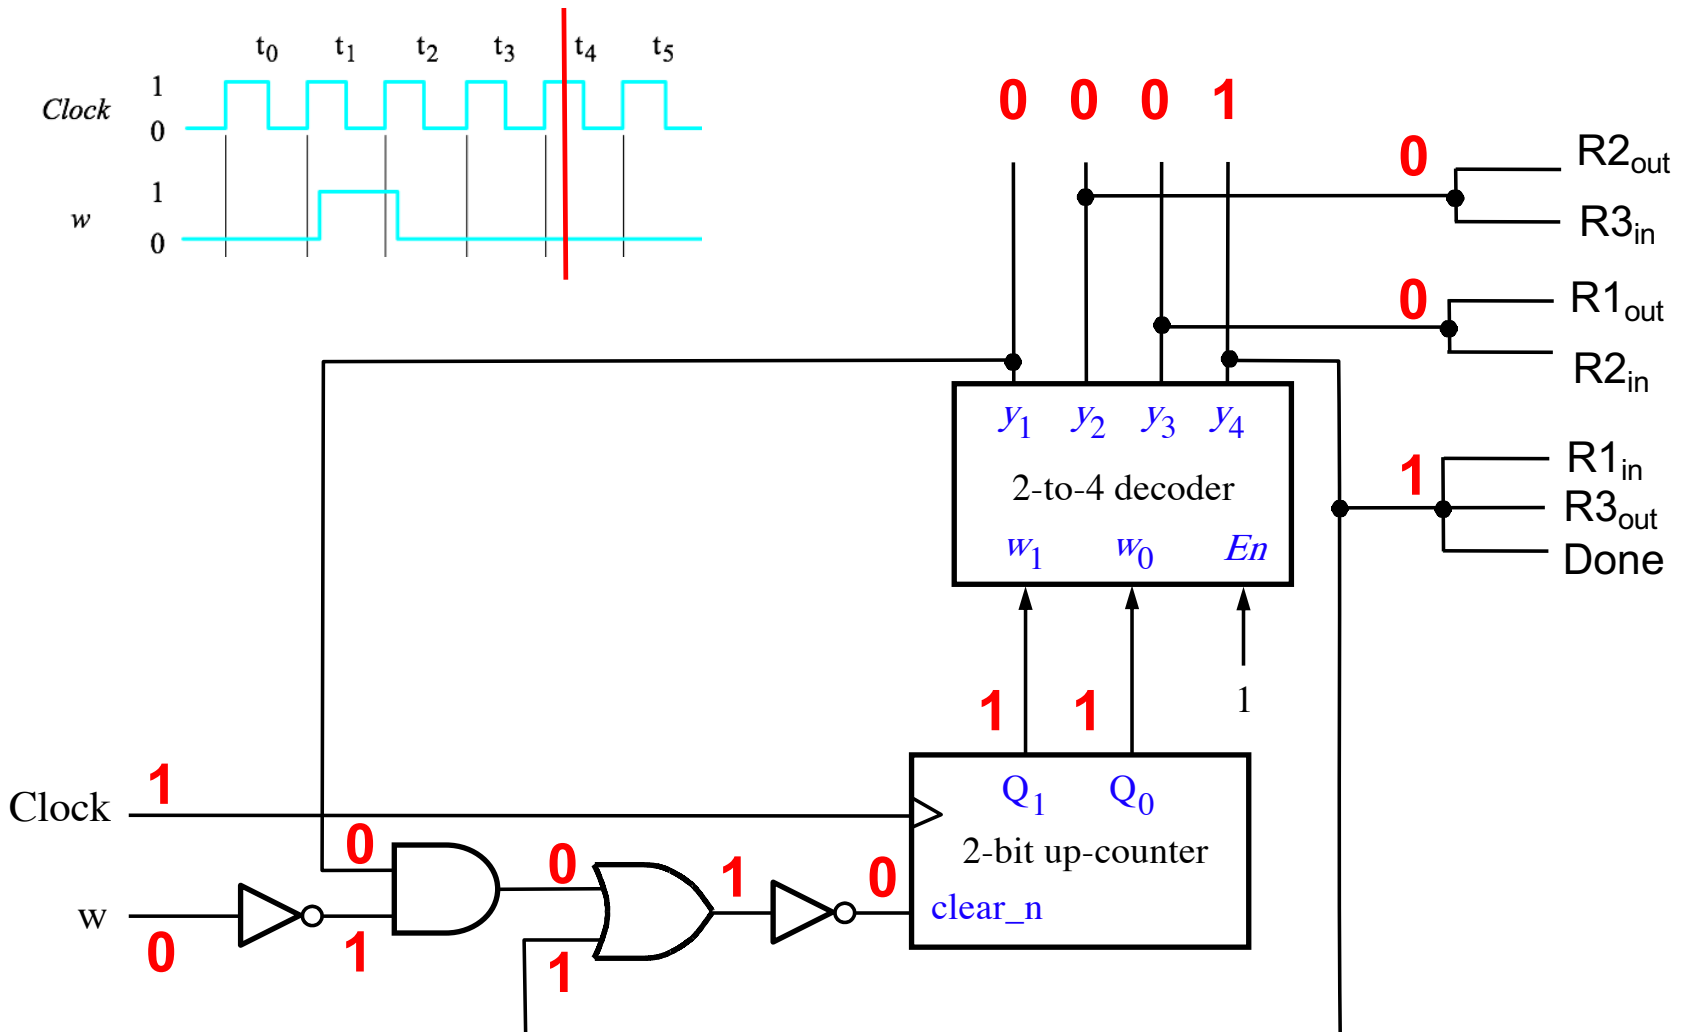 t0 t1 t2 t3 t4 t5
Clock 1
0
w 1
0
0 0 0 1
0 R2out
R3in
0 R1out
R2in
y1 y2 y3 y4
2-to-4 decoder
w1 w0 En
1 R1in
R3out
Done
1 1 1
Clock 1
Q1 Q0
2-bit up-counter
clear_n
0 0 1 0
w 0 1 1